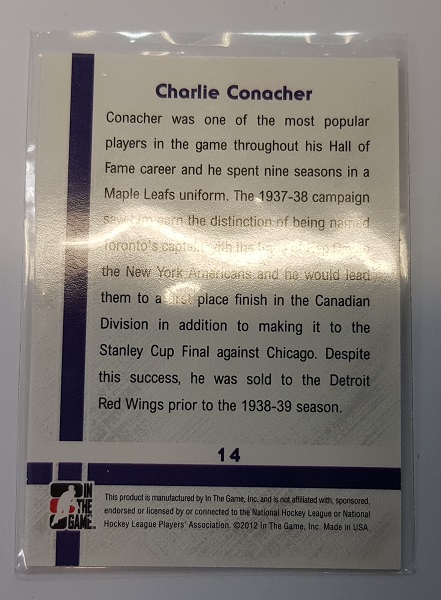 Charlie Conacher
Conacher was one of the most popular
players in the game throughout his Hall of
Fame career and he spent nine seasons in a
Maple Leafs uniform. The 1937-38 campaign
saw him earn the distinction of being named
Toronto's captain with the
the New York Americans and he would lead
them to a first place finish in the Canadian
Division in addition to making it to the
Stanley Cup Final against Chicago. Despite
this success, he was sold to the Detroit
Red Wings prior to the 1938-39 season.
14
IN
THE
GAME
This product is manufactured by In The Game, Inc. and is not affiliated with, sponsored,
endorsed or licensed by or connected to the National Hockey League or National
Hockey League Players' Association. ©2012 In The Game, Inc. Made in USA.